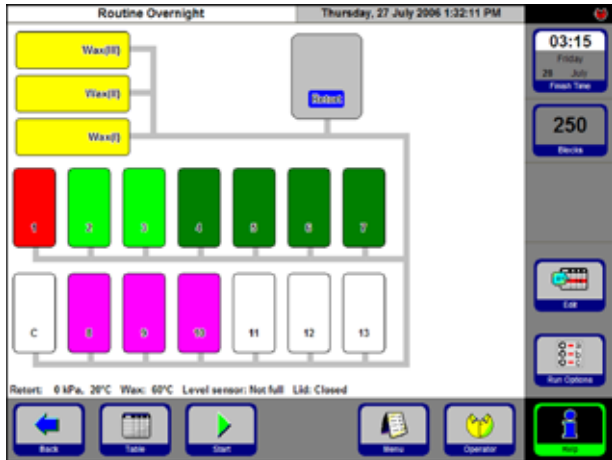 Routine Overnight
Thursday, 27 July 2006 1:32:11 PM
03:15
Friday
28 July
Finish Time
250
Blocks
Wax(III)
Wax(II)
Wax(I)
Retort
1 2 3 4 5 6 7
C 8 9 10 11 12 13
Edit
Run Options
Retort: 0 kPa, 20°C Wax: 60°C Level sensor: Not full Lid: Closed
Back
Table
Start
Menu
Operator
Help